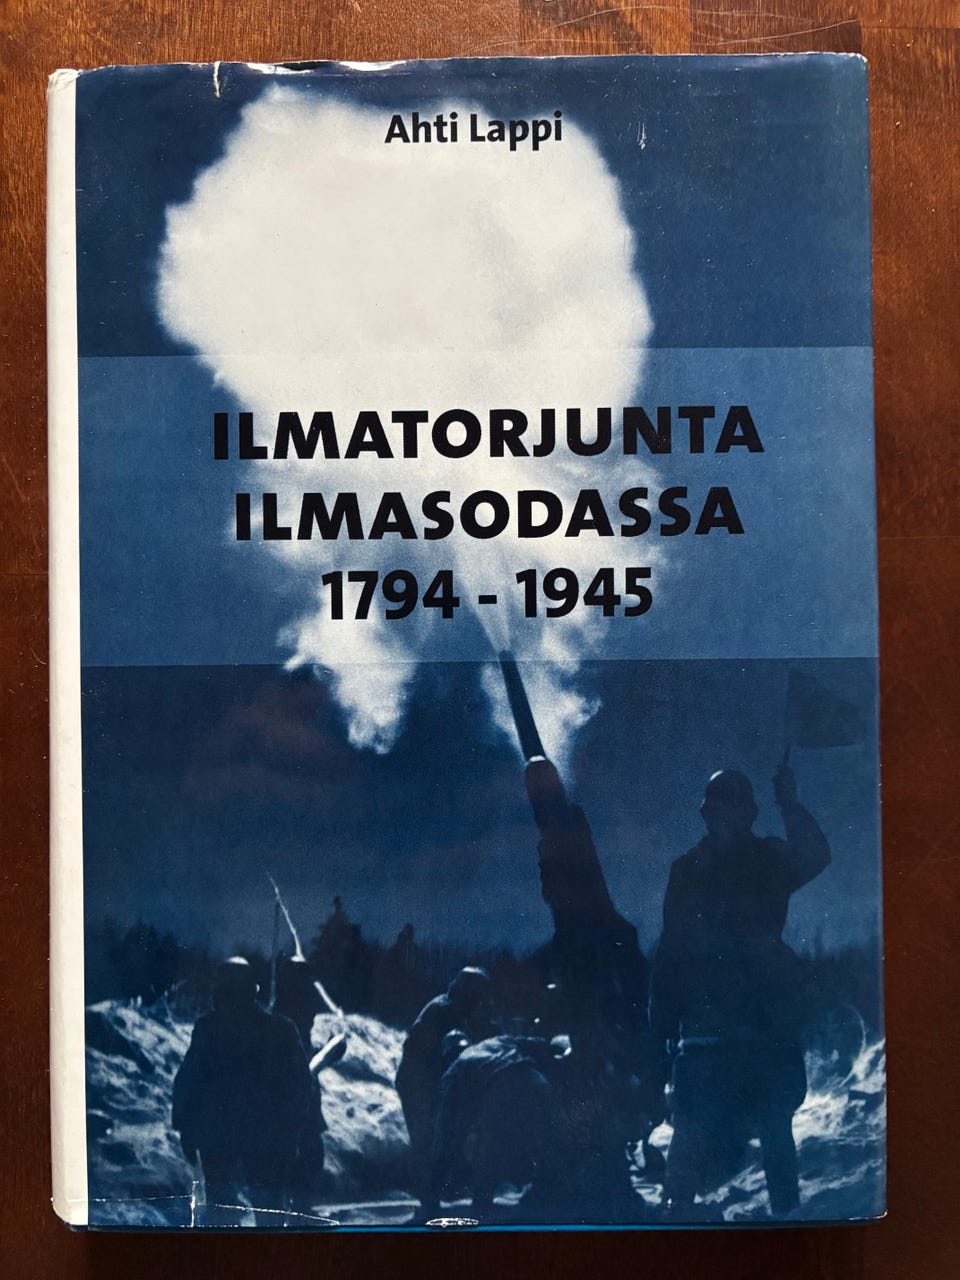 Ahti Lappi
ILMATORJUNTA
ILMASODASSA
1794 - 1945